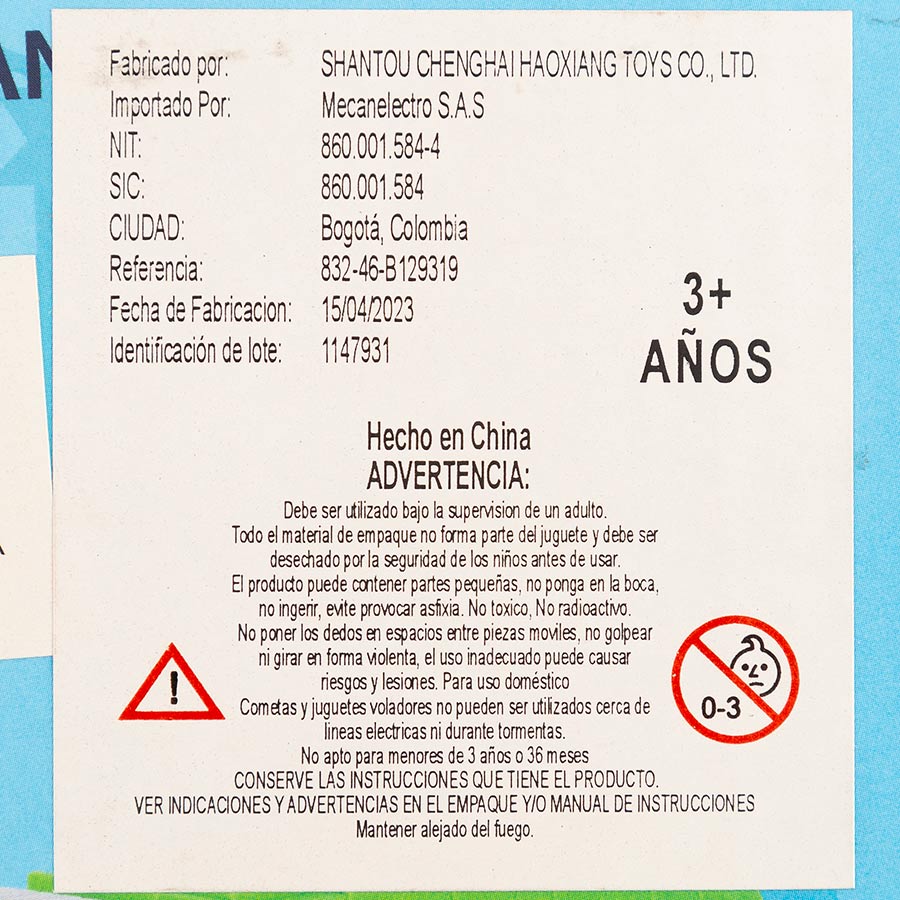 AN
Fabricado por: SHANTOU CHENGHAI HAOXIANG TOYS CO., LTD.
Importado Por: Mecanelectro S.A.S
NIT: 860.001.584-4
SIC: 860.001.584
CIUDAD: Bogotá, Colombia
Referencia: 832-46-B129319
Fecha de Fabricacion: 15/04/2023
Identificación de lote: 1147931
3+
AÑOS
Hecho en China
ADVERTENCIA:
Debe ser utilizado bajo la supervision de un adulto.
Todo el material de empaque no forma parte del juguete y debe ser
desechado por la seguridad de los niños antes de usar.
El producto puede contener partes pequeñas, no ponga en la boca,
no ingerir, evite provocar asfixia. No toxico, No radioactivo.
No poner los dedos en espacios entre piezas moviles, no golpear
ni girar en forma violenta, el uso inadecuado puede causar
riesgos y lesiones. Para uso doméstico
Cometas y juguetes voladores no pueden ser utilizados cerca de
lineas electricas ni durante tormentas.
No apto para menores de 3 años o 36 meses
CONSERVE LAS INSTRUCCIONES QUE TIENE EL PRODUCTO.
VER INDICACIONES Y ADVERTENCIAS EN EL EMPAQUE Y/O MANUAL DE INSTRUCCIONES
Mantener alejado del fuego.
!
0-3